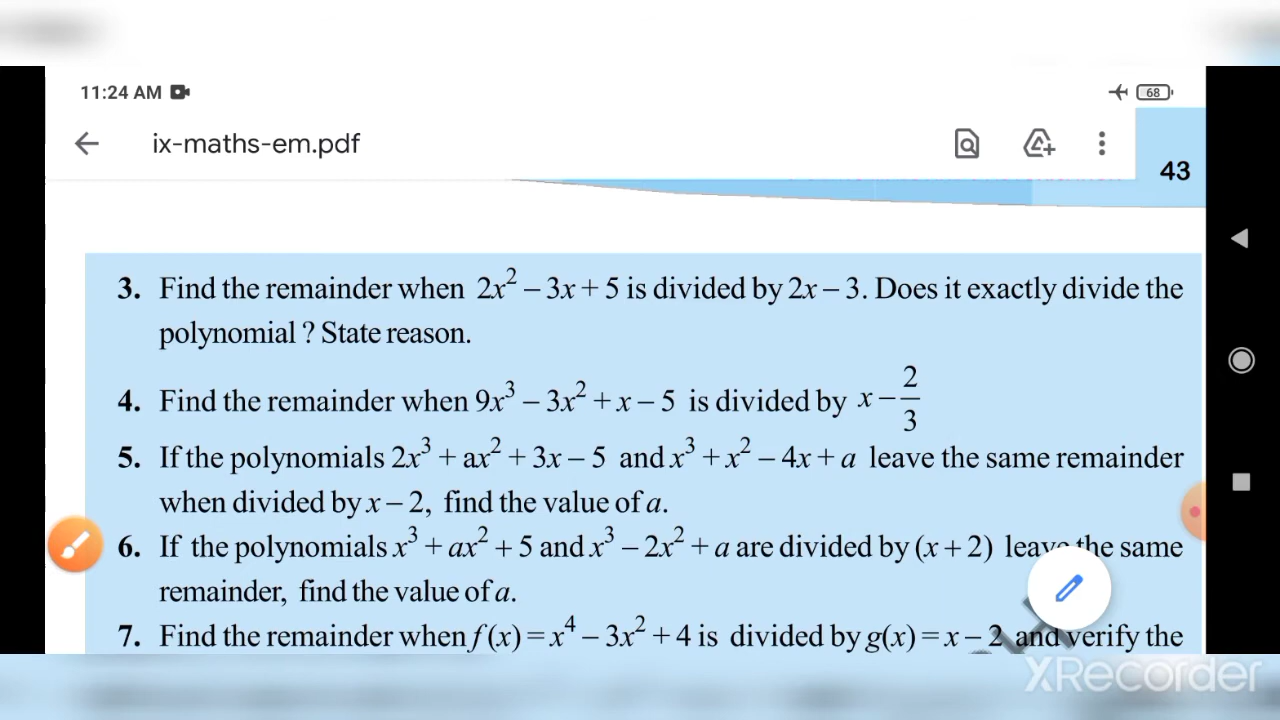 11:24 AM
68
ix-maths-em.pdf
43
3. Find the remainder when 2x² – 3x + 5 is divided by 2x – 3. Does it exactly divide the
polynomial ? State reason.
4. Find the remainder when 9x³ – 3x² + x – 5 is divided by x – 2/3
5. If the polynomials 2x³ + ax² + 3x – 5 and x³ + x² – 4x + a leave the same remainder
when divided by x – 2, find the value of a.
6. If the polynomials x³ + ax² + 5 and x³ – 2x² + a are divided by (x + 2) leave the same
remainder, find the value of a.
7. Find the remainder when f (x) = x⁴ – 3x² + 4 is divided by g(x) = x – 2 and verify the
XRecorder